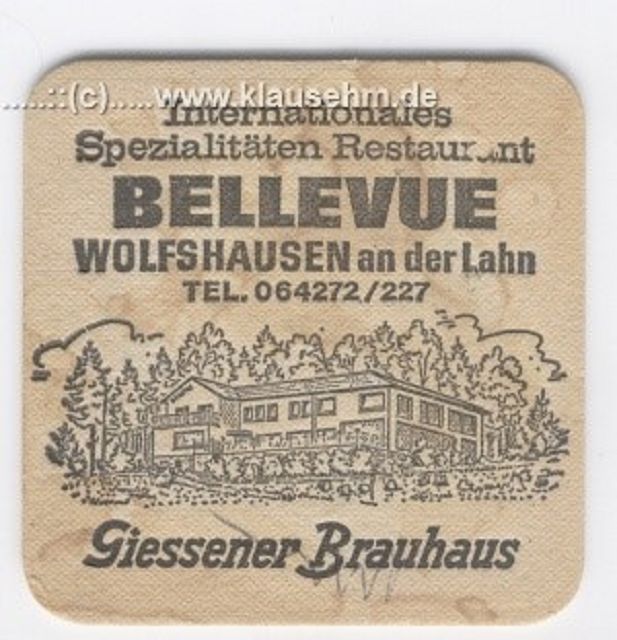 .....::(c).....www.klausehm.de
Internationales
Spezialitäten Restaurant
BELLEVUE
WOLFSHAUSEN an der Lahn
TEL. 064272/227
Giessener Brauhaus